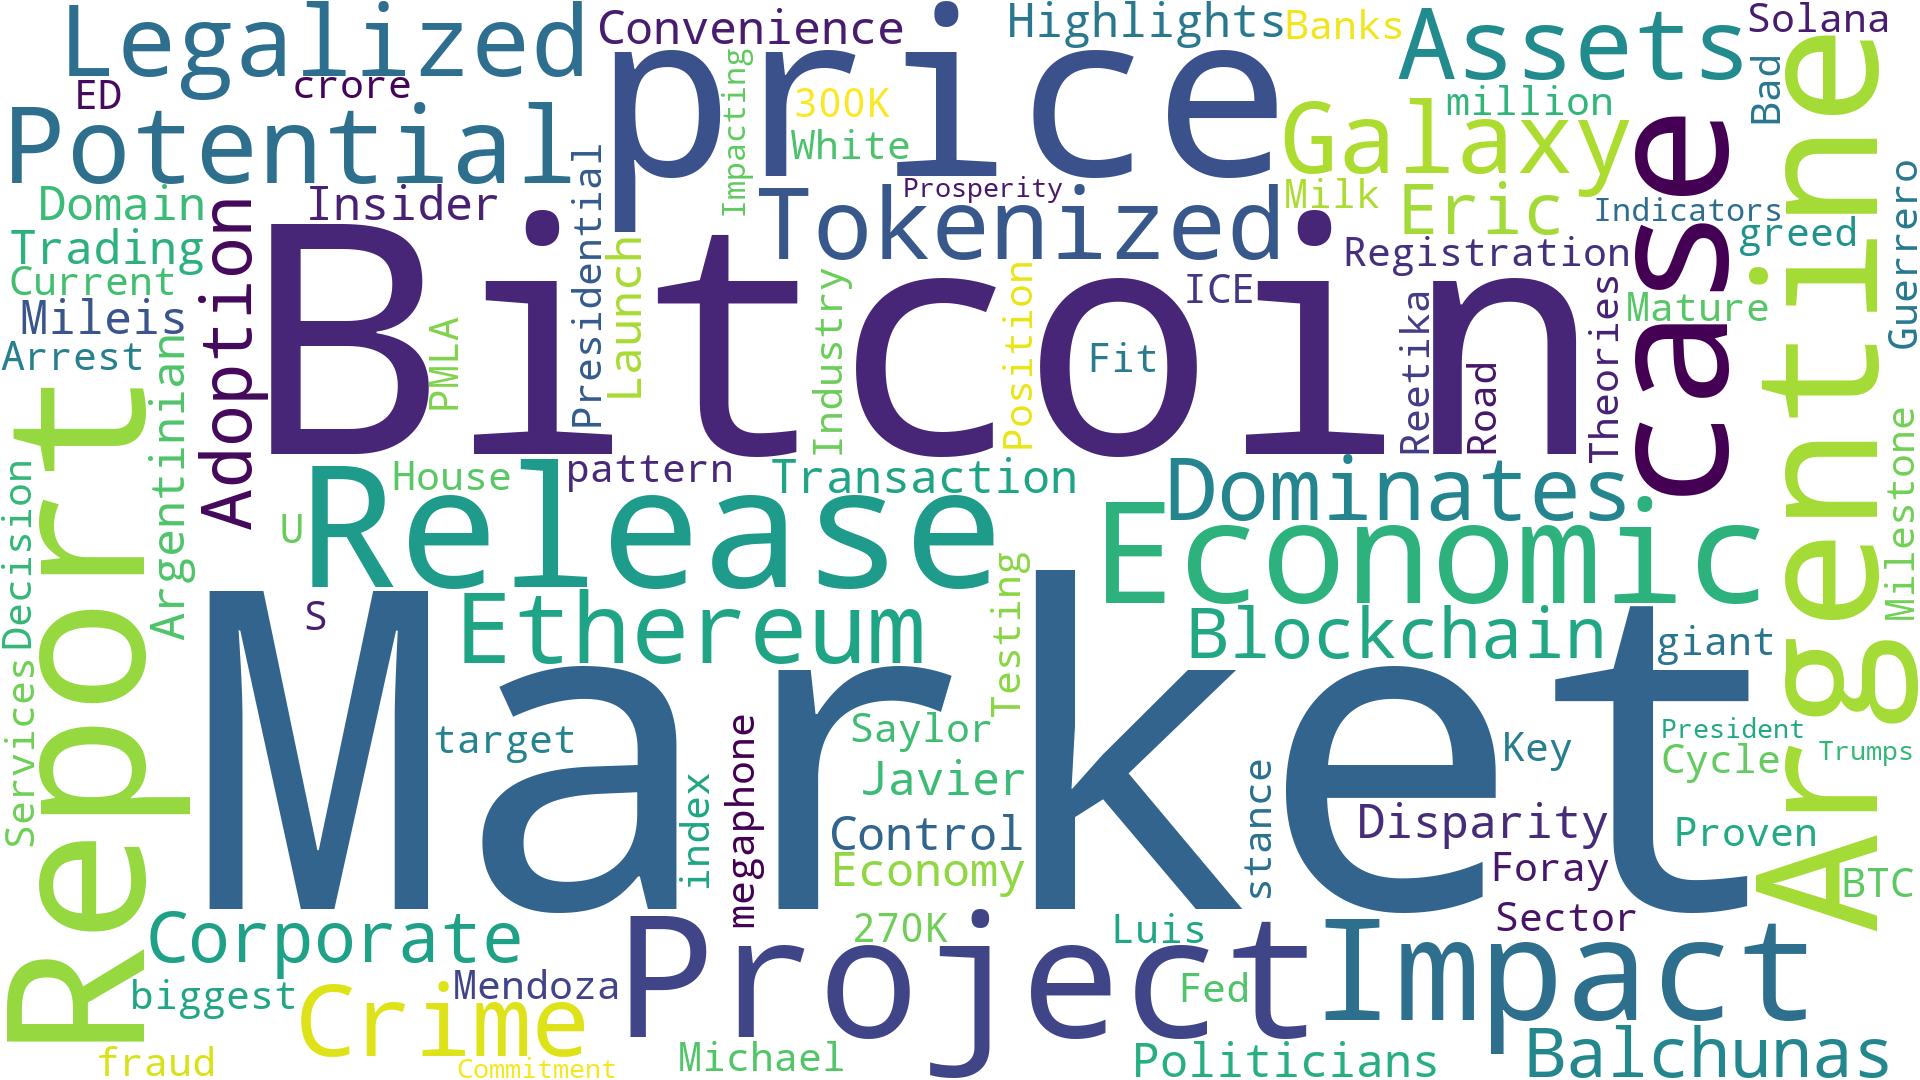 Legalized
Convenience
Highlights
Banks
Assets
Solana
ED
crore
price
Impacting
300K
million
Bad
Potential
White
Galaxy
Domain
Insider
Presidential
Tokenized
Prosperity
Milk
Eric
Indicators
case
Argentine
Guerrero
Trading
Adoption
Bitcoin
Launch
Registration
greed
Current
PMLA
Industry
Position
ICE
Reetika
Theories
Mature
Mileis
Fit
Road
Arrest
Argentinian
Report
Decision
House
pattern
Transaction
Dominates
Milestone
U
Release
Economic
Testing
S
Ethereum
Blockchain
giant
Market
Services
target
megaphone
Saylor
Key
President
Cycle
Trumps
index
Javier
stance
Control
Disparity
Proven
Economy
Foray
BTC
Corporate
270K
Luis
Sector
Project
Impact
biggest
Mendoza
Fed
Crime
fraud
Commitment
Michael
Politicians
Balchunas